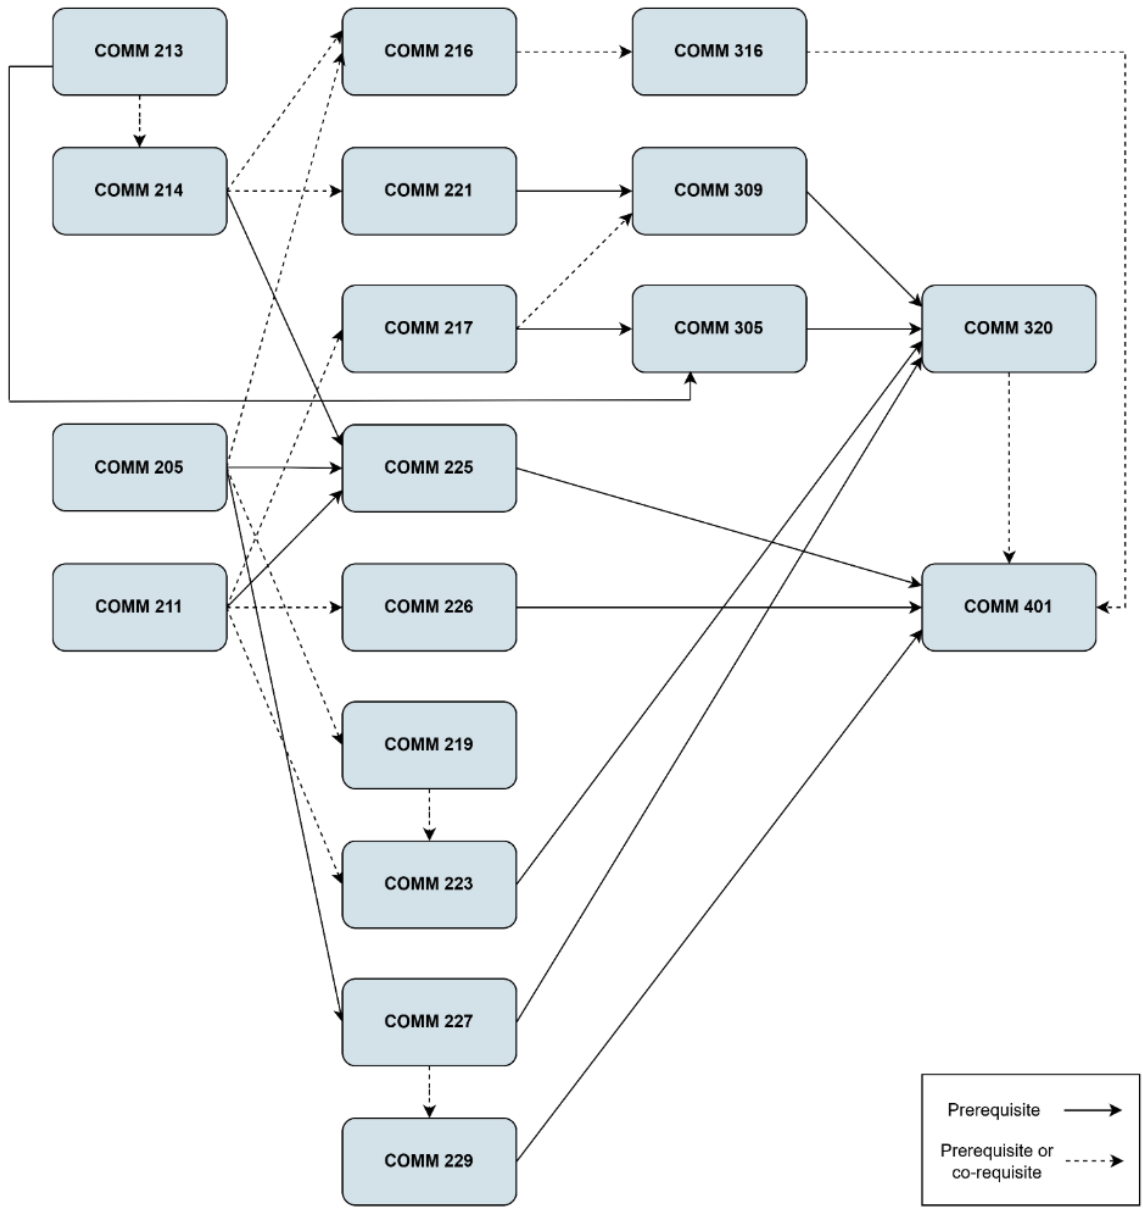 COMM 213
COMM 216
COMM 316
COMM 214
COMM 221
COMM 309
COMM 217
COMM 305
COMM 320
COMM 205
COMM 225
COMM 211
COMM 226
COMM 401
COMM 219
COMM 223
COMM 227
COMM 229
Prerequisite
Prerequisite or
co-requisite